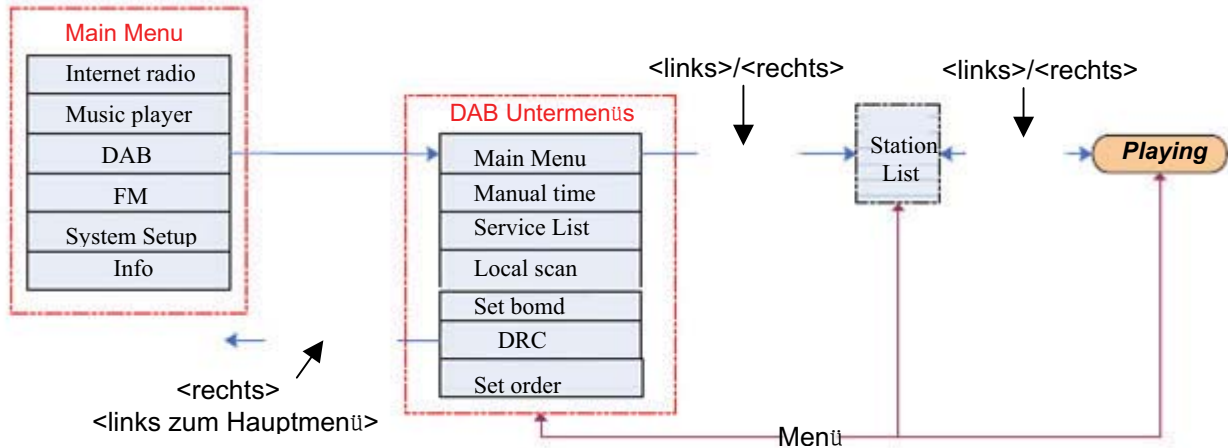 Main Menu
Internet radio
Music player
DAB
FM
System Setup
Info
<rechts>
<links zum Hauptmenü>
DAB Untermenüs
Main Menu
Manual time
Service List
Local scan
Set bomd
DRC
Set order
<links>/<rechts>
Station
List
<links>/<rechts>
Playing
Menü